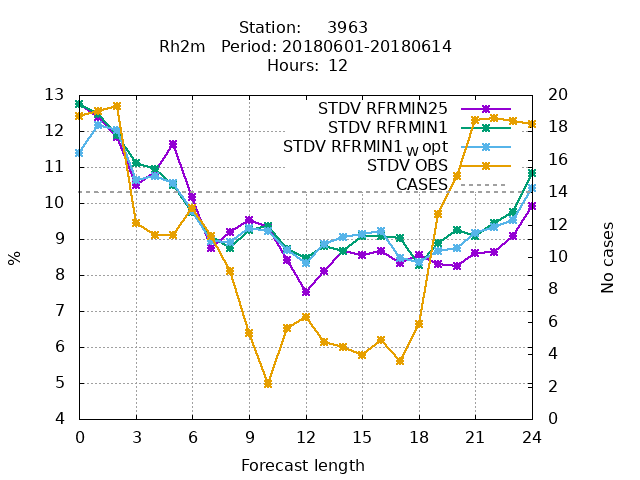 Station:     3963
Rh2m   Period: 20180601-20180614
Hours: 12
STDV RFRMIN25
STDV RFRMIN1
STDV RFRMIN1_W opt
STDV OBS
CASES
13
12
11
10
9
8
7
6
5
4
%
20
18
16
14
12
10
8
6
4
2
0
No cases
0 3 6 9 12 15 18 21 24
Forecast length